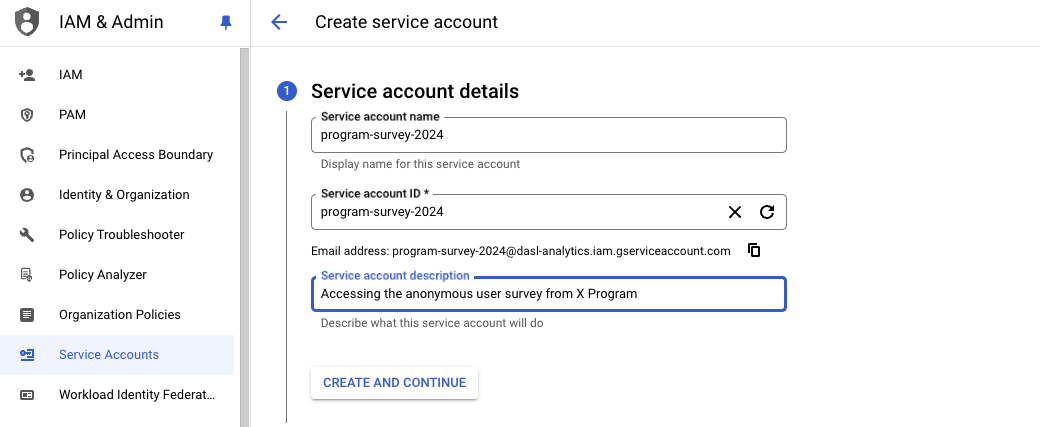 IAM & Admin
Create service account
IAM
PAM
Principal Access Boundary
Identity & Organization
Policy Troubleshooter
Policy Analyzer
Organization Policies
Service Accounts
Workload Identity Federat...
1 Service account details
Service account name
program-survey-2024
Display name for this service account
Service account ID *
program-survey-2024
Email address: program-survey-2024@dasl-analytics.iam.gserviceaccount.com
Service account description
Accessing the anonymous user survey from X Program
Describe what this service account will do
CREATE AND CONTINUE